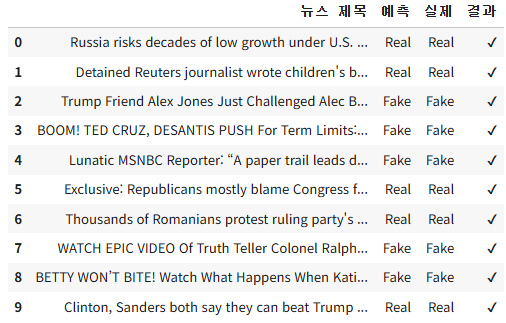 뉴스 제목 예측 실제 결과
0 Russia risks decades of low growth under U.S. ... Real Real ✓
1 Detained Reuters journalist wrote children's b... Real Real ✓
2 Trump Friend Alex Jones Just Challenged Alec B... Fake Fake ✓
3 BOOM! TED CRUZ, DESANTIS PUSH For Term Limits:... Fake Fake ✓
4 Lunatic MSNBC Reporter: “A paper trail leads d... Fake Fake ✓
5 Exclusive: Republicans mostly blame Congress f... Real Real ✓
6 Thousands of Romanians protest ruling party's ... Real Real ✓
7 WATCH EPIC VIDEO Of Truth Teller Colonel Ralph... Fake Fake ✓
8 BETTY WON’T BITE! Watch What Happens When Kati... Fake Fake ✓
9 Clinton, Sanders both say they can beat Trump ... Real Real ✓